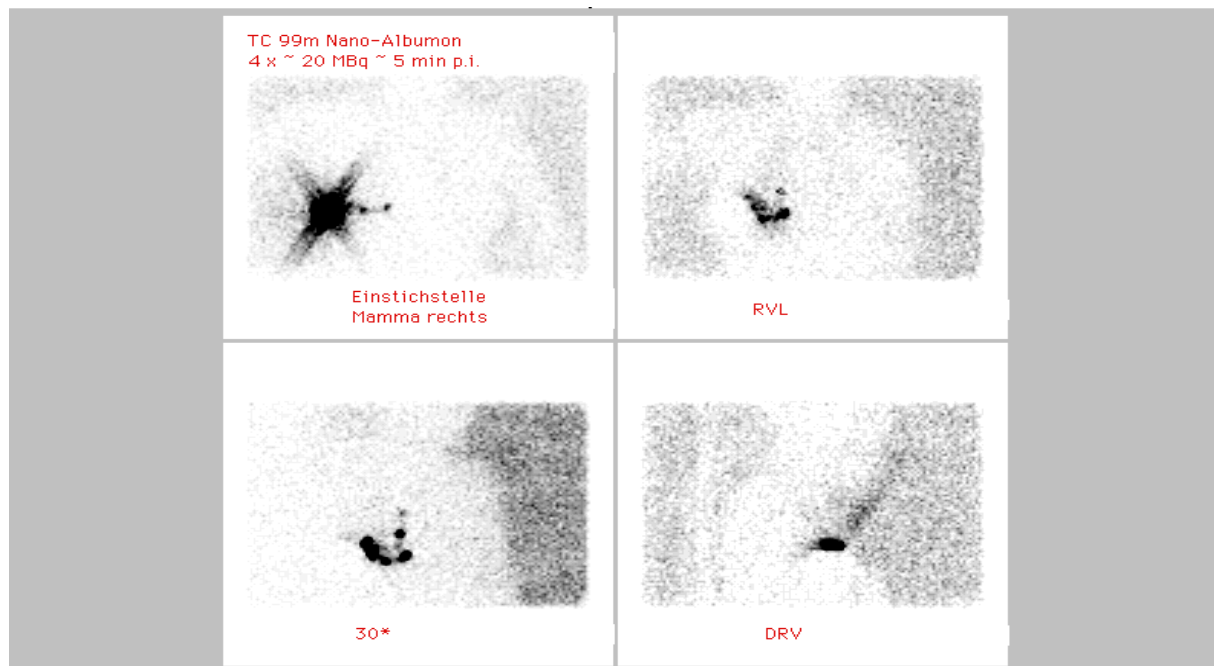 TC 99m Nano-Albumon
4 x ~ 20 MBq ~ 5 min p.i.
Einstichstelle
Mamma rechts
RVL
30*
DRV